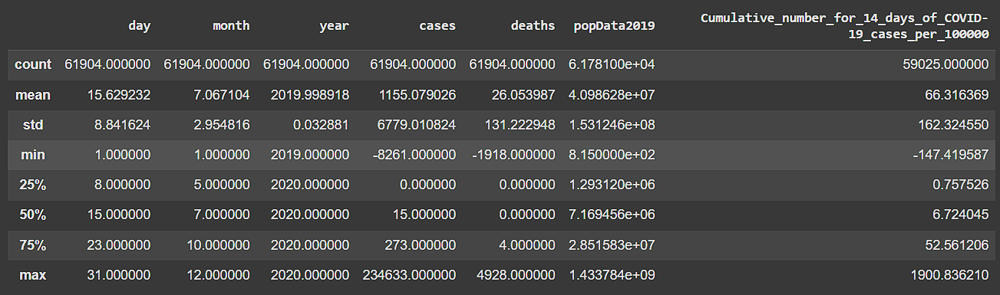 day month year cases deaths popData2019 Cumulative_number_for_14_days_of_COVID-
19_cases_per_100000
count 61904.000000 61904.000000 61904.000000 61904.000000 61904.000000 6.178100e+04 59025.000000
mean 15.629232 7.067104 2019.998918 1155.079026 26.053987 4.098628e+07 66.316369
std 8.841624 2.954816 0.032881 6779.010824 131.222948 1.531246e+08 162.324550
min 1.000000 1.000000 2019.000000 -8261.000000 -1918.000000 8.150000e+02 -147.419587
25% 8.000000 5.000000 2020.000000 0.000000 0.000000 1.293120e+06 0.757526
50% 15.000000 7.000000 2020.000000 15.000000 0.000000 7.169456e+06 6.724045
75% 23.000000 10.000000 2020.000000 273.000000 4.000000 2.851583e+07 52.561206
max 31.000000 12.000000 2020.000000 234633.000000 4928.000000 1.433784e+09 1900.836210